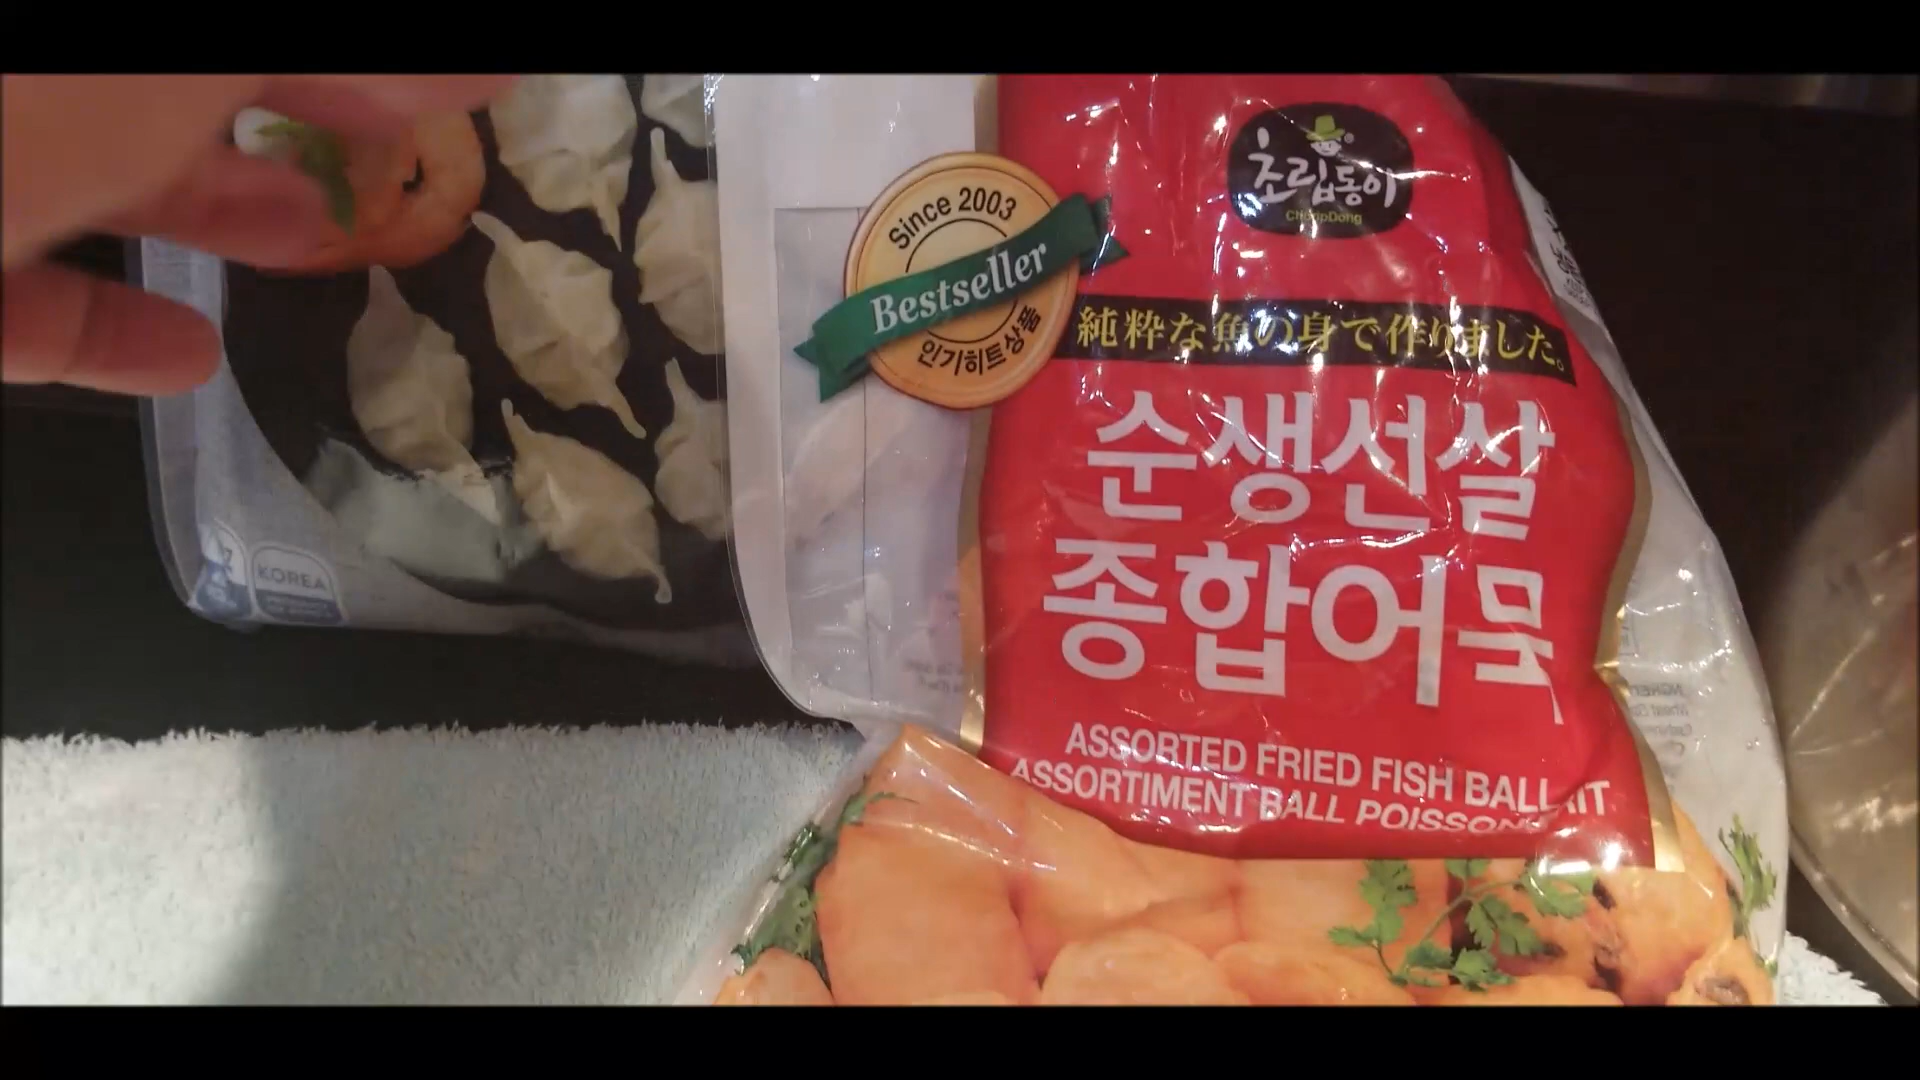 초립동이
ChoripDong
Since 2003
Bestseller
인기히트상품
純粋な魚の身で作りました。
순생선살
종합어묵
ASSORTED FRIED FISH BALL
ASSORTIMENT BALL POISSON
KOREA